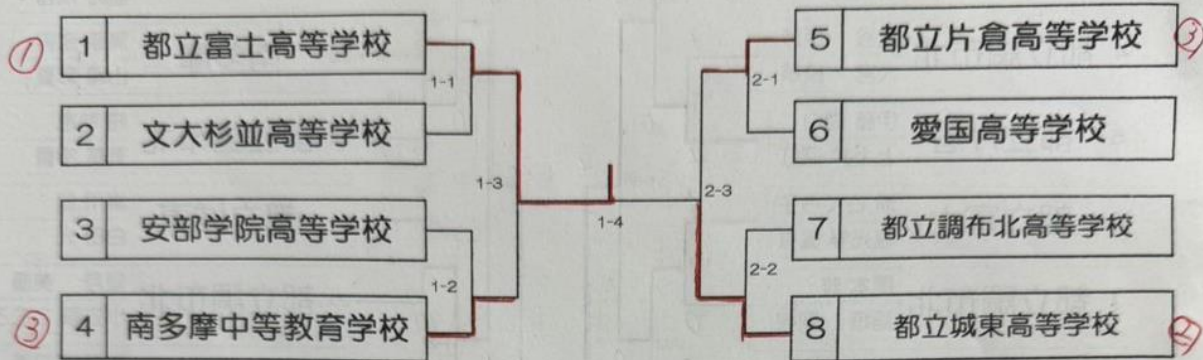 ① 1 都立富士高等学校
2 文大杉並高等学校
3 安部学院高等学校
③ 4 南多摩中等教育学校
1-1
1-2
1-3
1-4
5 都立片倉高等学校 ③
6 愛国高等学校
7 都立調布北高等学校
8 都立城東高等学校 ②
2-1
2-2
2-3